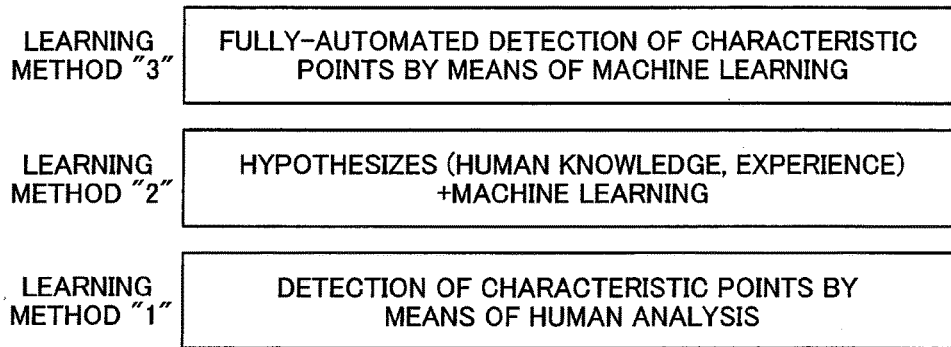 LEARNING METHOD "3"
FULLY-AUTOMATED DETECTION OF CHARACTERISTIC
POINTS BY MEANS OF MACHINE LEARNING
LEARNING METHOD "2"
HYPOTHESIZES (HUMAN KNOWLEDGE, EXPERIENCE)
+MACHINE LEARNING
LEARNING METHOD "1"
DETECTION OF CHARACTERISTIC POINTS BY
MEANS OF HUMAN ANALYSIS